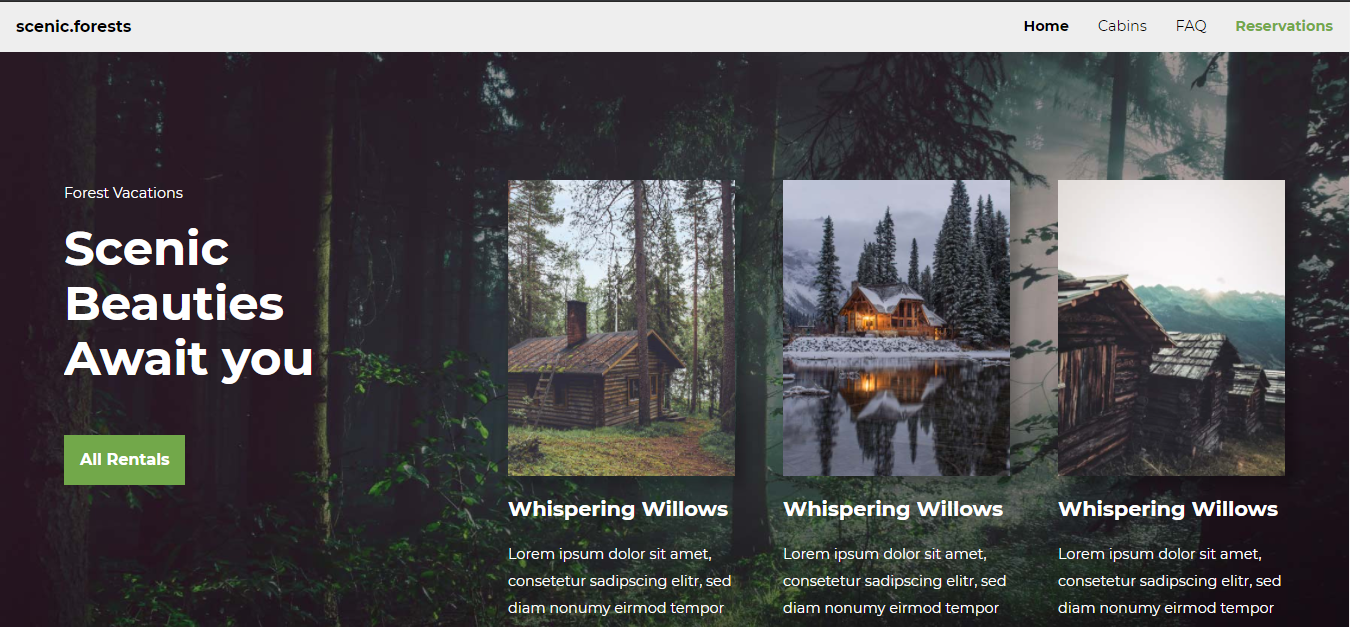 scenic.forests
Home Cabins FAQ Reservations
Forest Vacations
Scenic
Beauties
Await you
All Rentals
Whispering Willows
Lorem ipsum dolor sit amet,
consetetur sadipscing elitr, sed
diam nonumy eirmod tempor
Whispering Willows
Lorem ipsum dolor sit amet,
consetetur sadipscing elitr, sed
diam nonumy eirmod tempor
Whispering Willows
Lorem ipsum dolor sit amet,
consetetur sadipscing elitr, sed
diam nonumy eirmod tempor